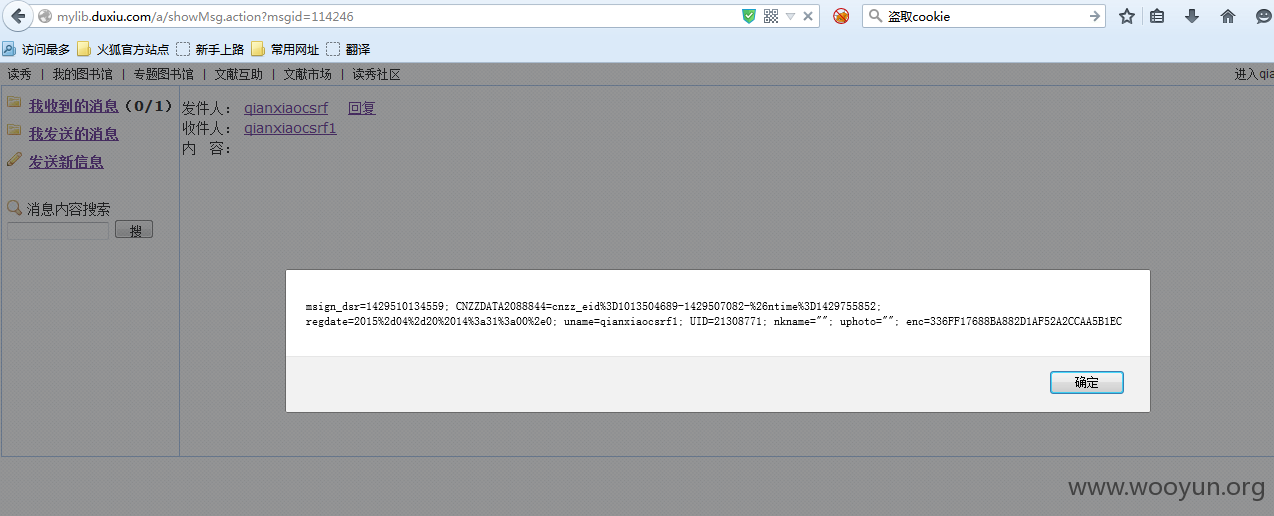 mylib.duxiu.com/a/showMsg.action?msgid=114246
盗取cookie
访问最多 火狐官方站点 新手上路 常用网址 翻译
读秀 | 我的图书馆 | 专题图书馆 | 文献互助 | 文献市场 | 读秀社区
进入qia
我收到的消息（0/1）
我发送的消息
发送新信息
消息内容搜索
搜
发件人： qianxiaocsrf 回复
收件人： qianxiaocsrf1
内 容：
msign_dsr=1429510134559; CNZZDATA2088844=cnzz_eid%3D1013504689-1429507082-%26ntime%3D1429755852;
regdate=2015%2d04%2d20%2014%3a31%3a00%2e0; uname=qianxiaocsrf1; UID=21308771; nkname=""; uphoto=""; enc=336FF17688BA882D1AF52A2CCAA5B1EC
确定
www.wooyun.org